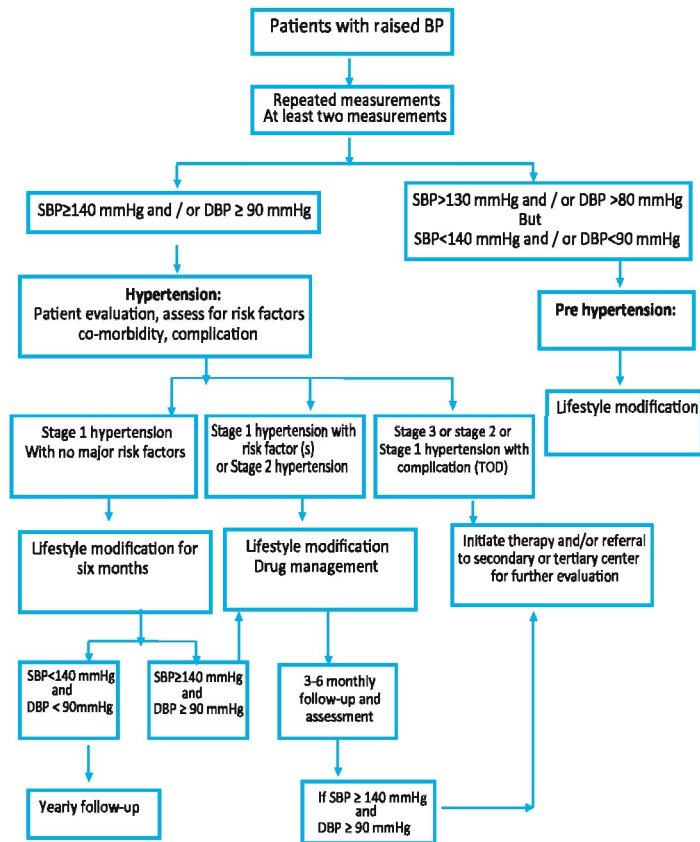 Patients with raised BP
Repeated measurements
At least two measurements
SBP≥140 mmHg and / or DBP ≥ 90 mmHg
SBP>130 mmHg and / or DBP >80 mmHg
But
SBP<140 mmHg and / or DBP<90 mmHg
Hypertension:
Patient evaluation, assess for risk factors
co-morbidity, complication
Pre hypertension:
Lifestyle modification
Stage 1 hypertension
With no major risk factors
Stage 1 hypertension with
risk factor (s)
or Stage 2 hypertension
Stage 3 or stage 2 or
Stage 1 hypertension with
complication (TOD)
Lifestyle modification for
six months
Lifestyle modification
Drug management
Initiate therapy and/or referral
to secondary or tertiary center
for further evaluation
SBP<140 mmHg
and
DBP < 90mmHg
SBP≥140 mmHg
and
DBP ≥ 90 mmHg
3-6 monthly
follow-up and
assessment
Yearly follow-up
If SBP ≥ 140 mmHg
and
DBP ≥ 90 mmHg